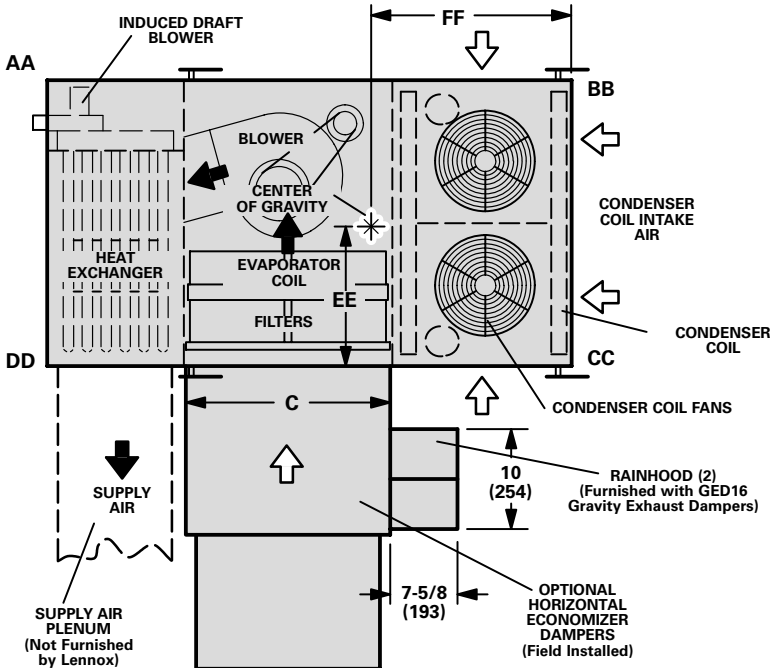 INDUCED DRAFT
BLOWER
FF
AA
BB
BLOWER
CENTER
OF GRAVITY
CONDENSER
COIL INTAKE
AIR
HEAT
EXCHANGER
EVAPORATOR
COIL
EE
FILTERS
CONDENSER
COIL
DD
CC
C
CONDENSER COIL FANS
SUPPLY
AIR
10
(254)
RAINHOOD (2)
(Furnished with GED16
Gravity Exhaust Dampers)
7-5/8
(193)
OPTIONAL
HORIZONTAL
ECONOMIZER
DAMPERS
(Field Installed)
SUPPLY AIR
PLENUM
(Not Furnished
by Lennox)